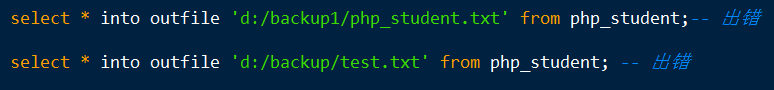 select * into outfile 'd:/backup1/php_student.txt' from php_student;-- 出错
select * into outfile 'd:/backup/test.txt' from php_student; -- 出错